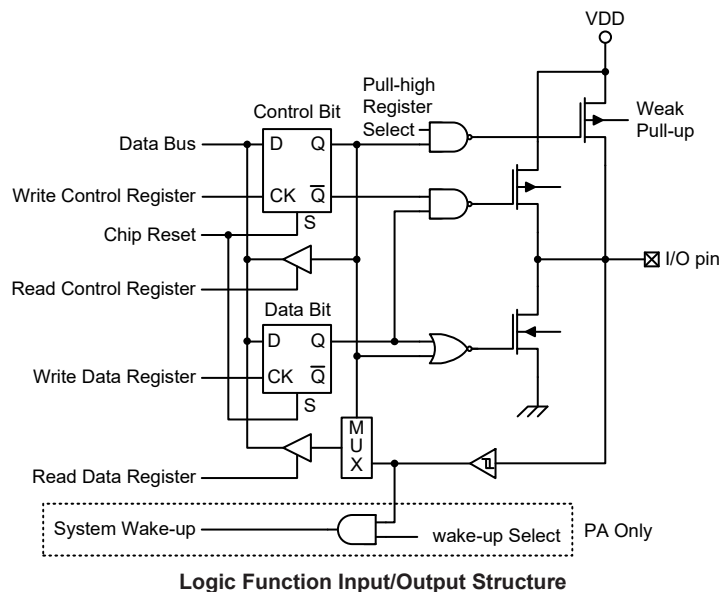 VDD
Pull-high
Register
Select
Weak
Pull-up
Control Bit
Data Bus
D
Q
Write Control Register
CK
Q
S
Chip Reset
I/O pin
Read Control Register
Data Bit
D
Q
Write Data Register
CK
Q
S
M
U
X
Read Data Register
System Wake-up
wake-up Select
PA Only
Logic Function Input/Output Structure